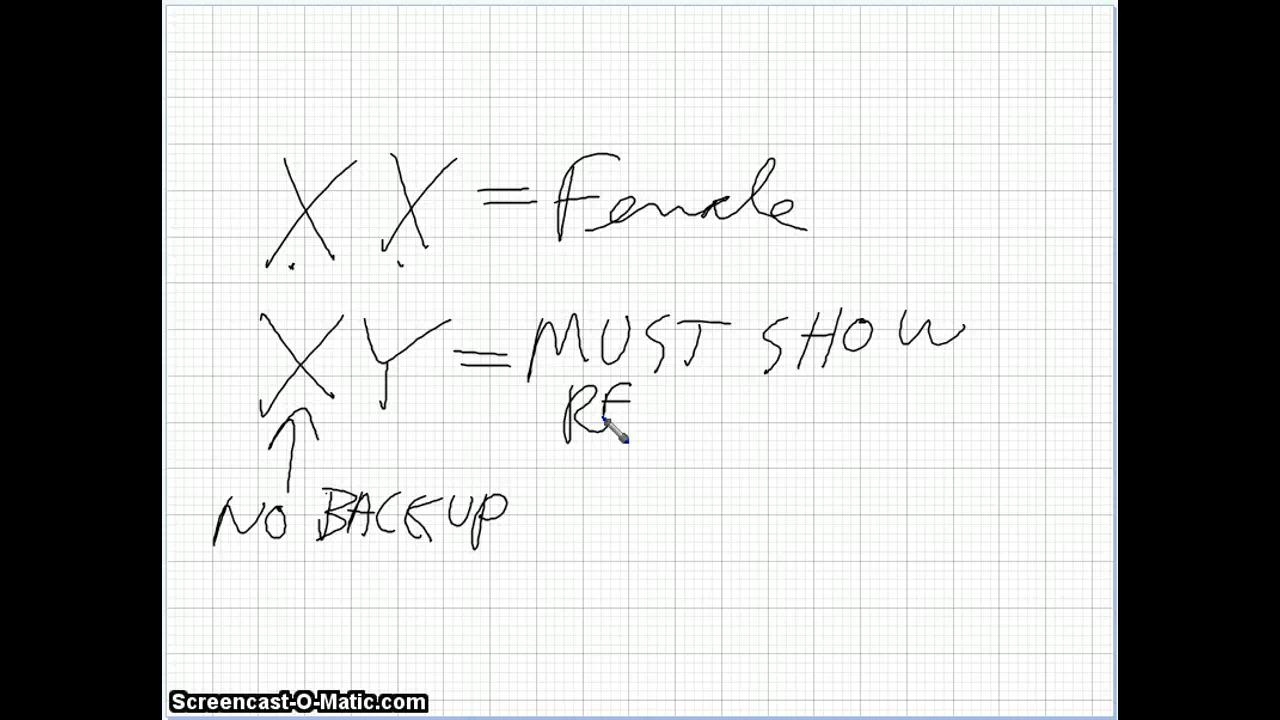 XX = Female
XY = MUST SHOW
RE
NO BACKUP
Screencast-O-Matic.com